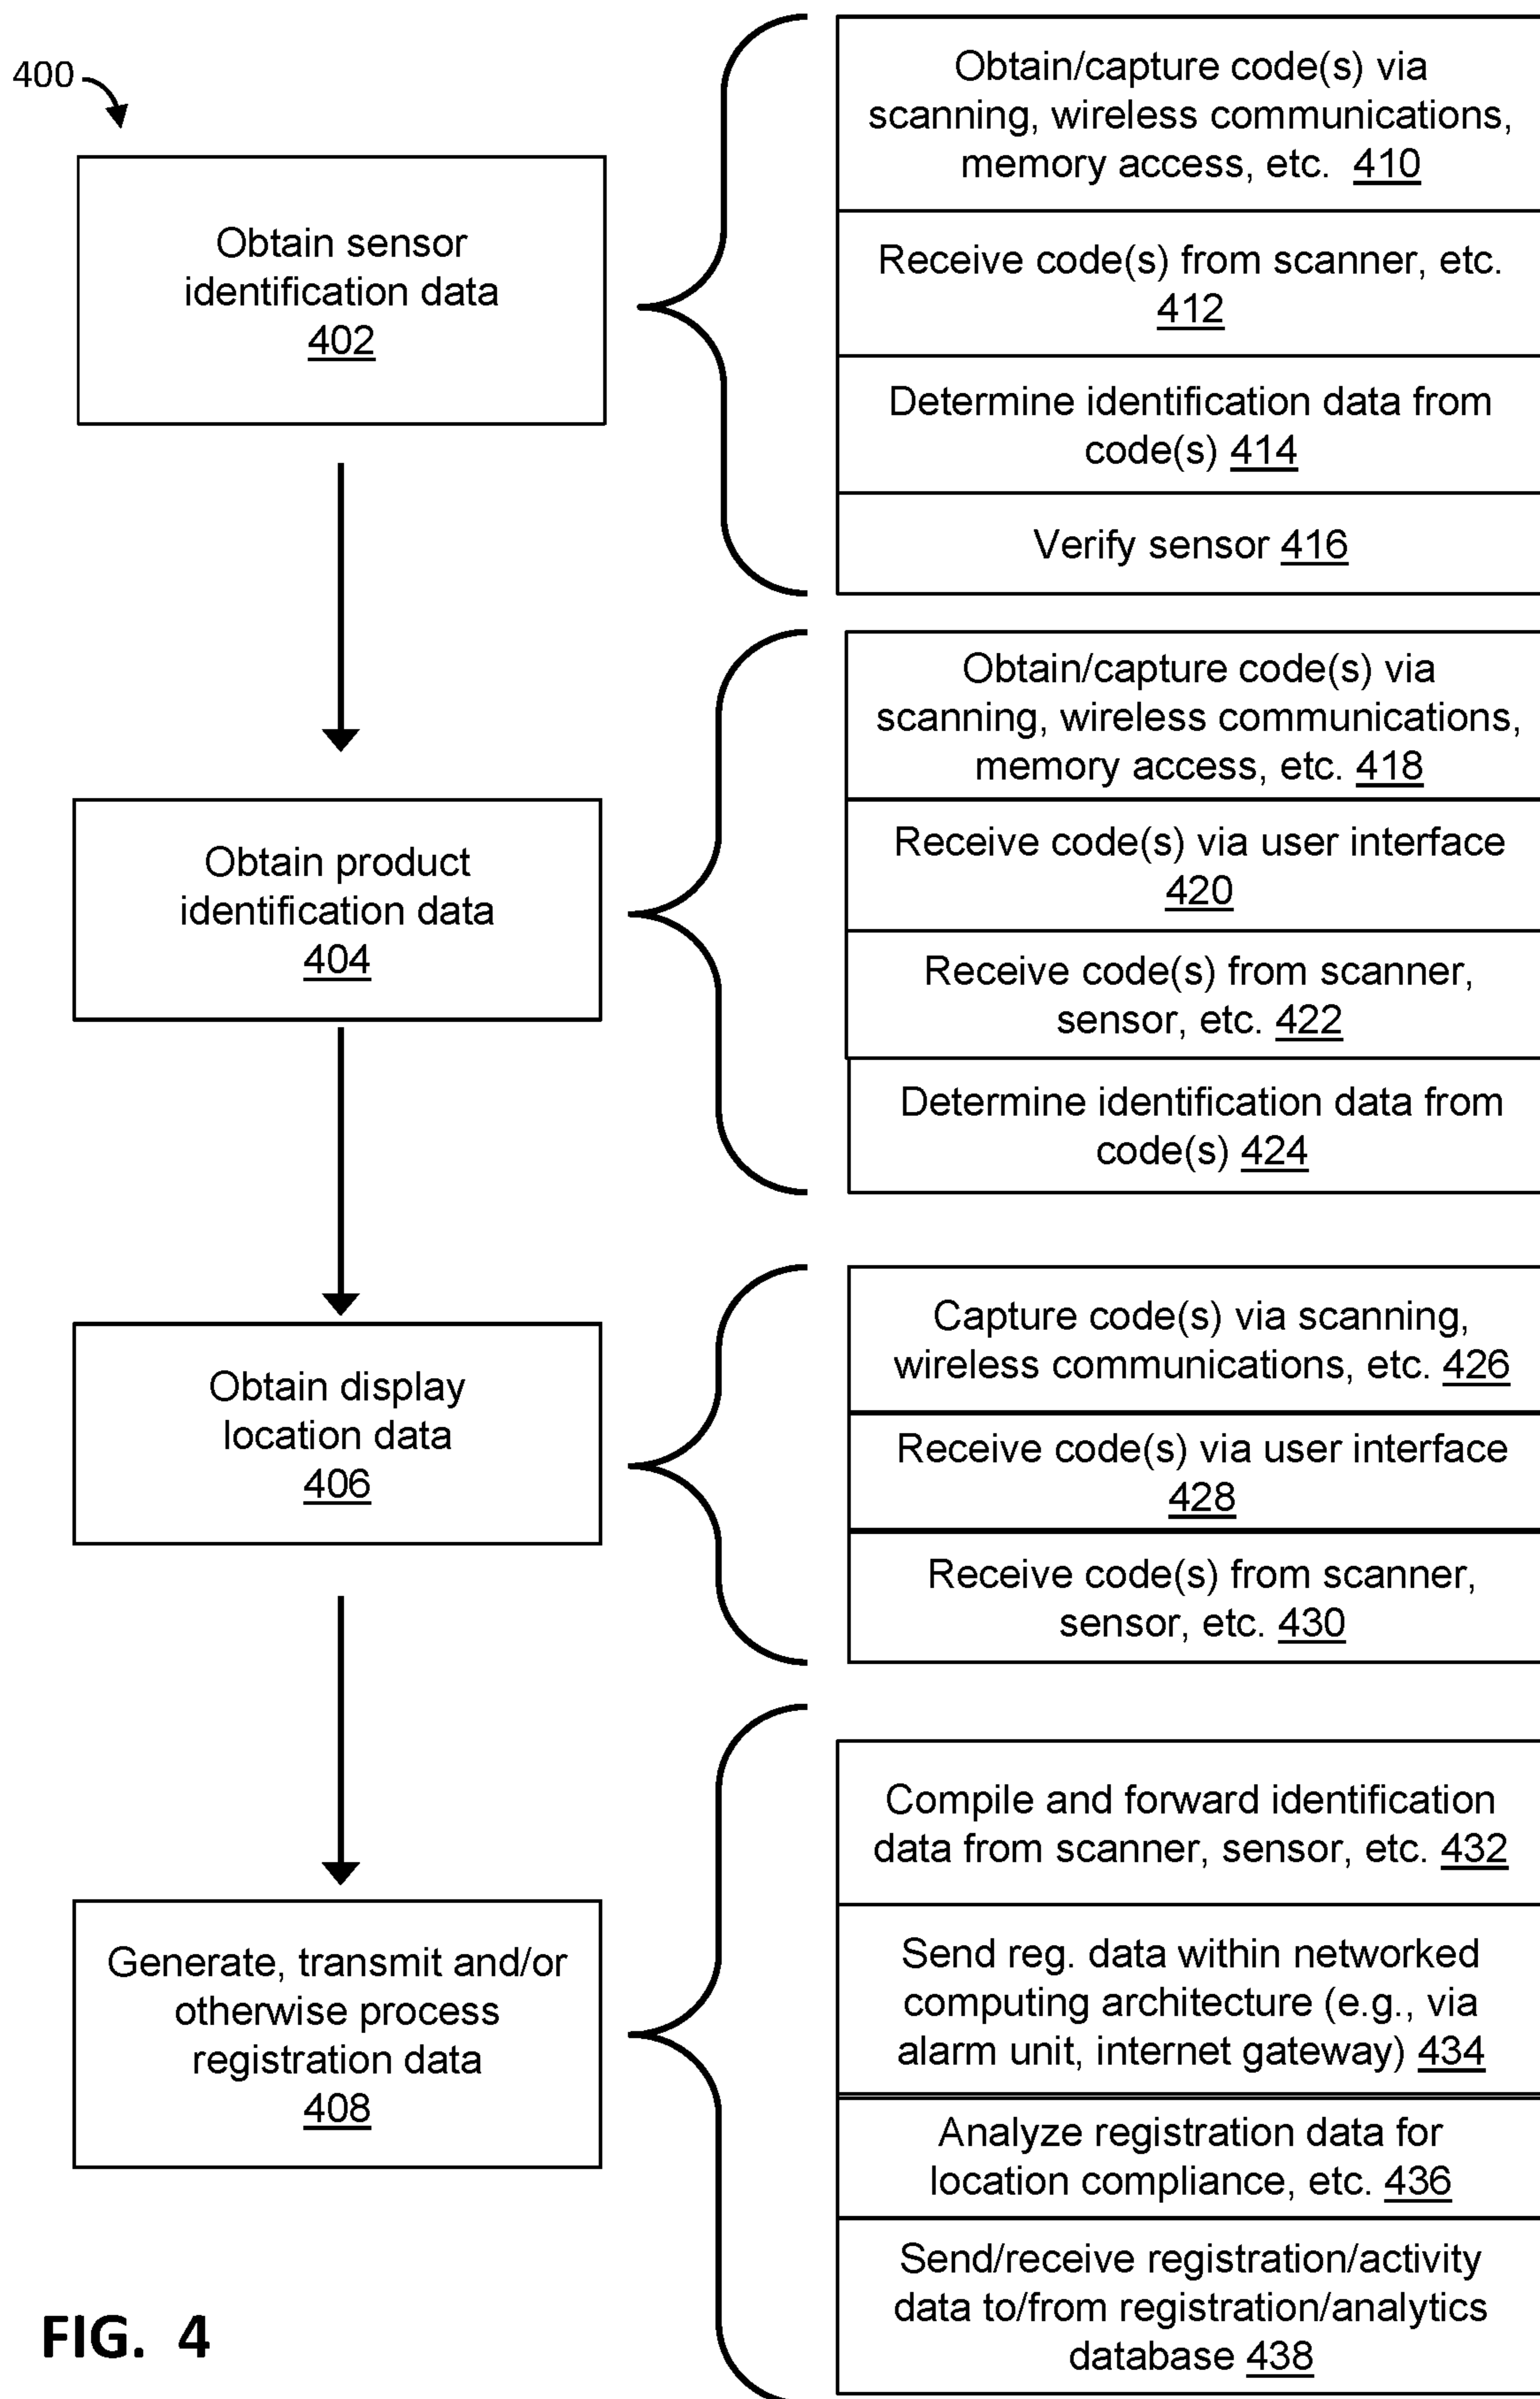 400
Obtain sensor
identification data
402
Obtain/capture code(s) via
scanning, wireless communications,
memory access, etc. 410
Receive code(s) from scanner, etc.
412
Determine identification data from
code(s) 414
Verify sensor 416
Obtain product
identification data
404
Obtain/capture code(s) via
scanning, wireless communications,
memory access, etc. 418
Receive code(s) via user interface
420
Receive code(s) from scanner,
sensor, etc. 422
Determine identification data from
code(s) 424
Obtain display
location data
406
Capture code(s) via scanning,
wireless communications, etc. 426
Receive code(s) via user interface
428
Receive code(s) from scanner,
sensor, etc. 430
Generate, transmit and/or
otherwise process
registration data
408
Compile and forward identification
data from scanner, sensor, etc. 432
Send reg. data within networked
computing architecture (e.g., via
alarm unit, internet gateway) 434
Analyze registration data for
location compliance, etc. 436
Send/receive registration/activity
data to/from registration/analytics
database 438
FIG. 4